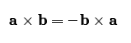 a × b = −b × a